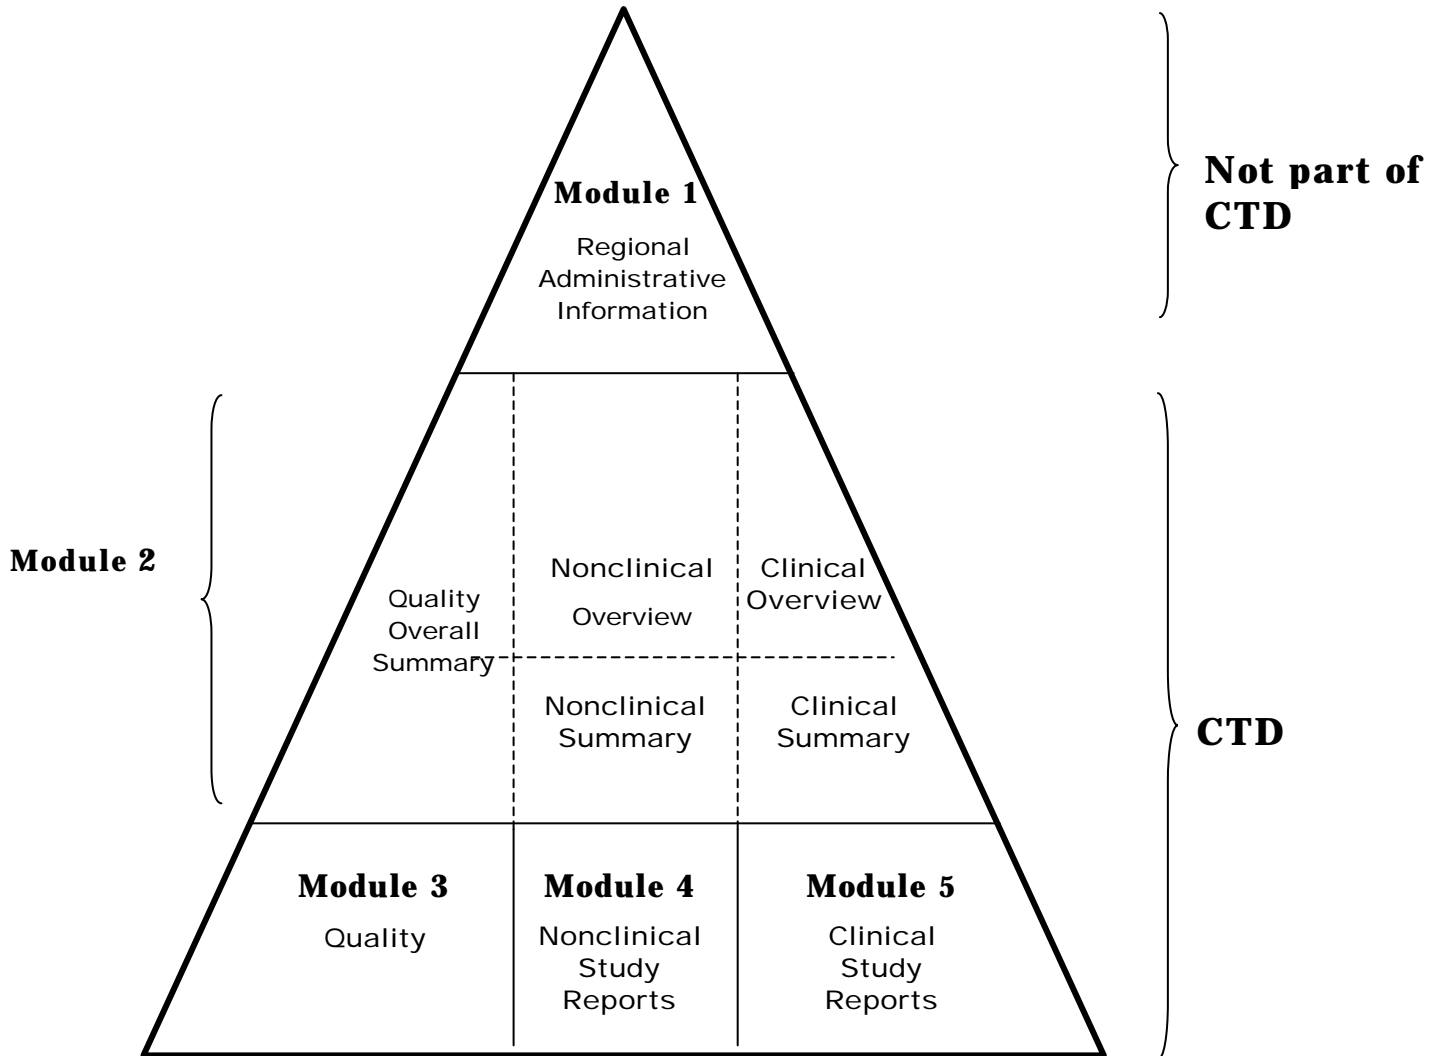 Module 1
Regional
Administrative
Information
Not part of
CTD
Module 2
Quality
Overall
Summary
Nonclinical
Overview
Clinical
Overview
Nonclinical
Summary
Clinical
Summary
CTD
Module 3
Quality
Module 4
Nonclinical
Study
Reports
Module 5
Clinical
Study
Reports